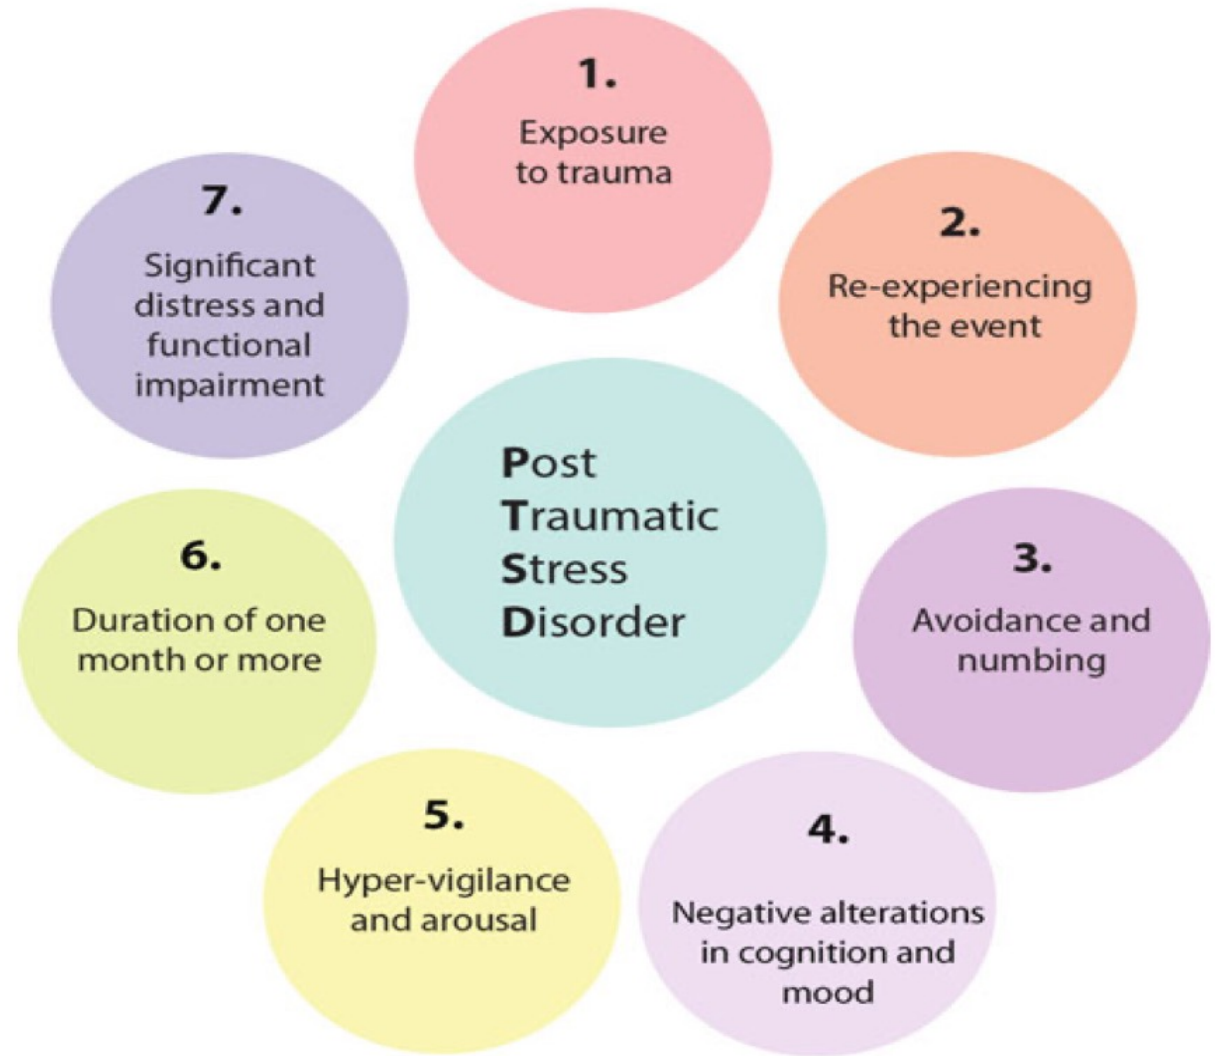 1.
Exposure
to trauma
2.
Re-experiencing
the event
3.
Avoidance and
numbing
4.
Negative alterations
in cognition and
mood
5.
Hyper-vigilance
and arousal
6.
Duration of one
month or more
7.
Significant
distress and
functional
impairment
Post
Traumatic
Stress
Disorder